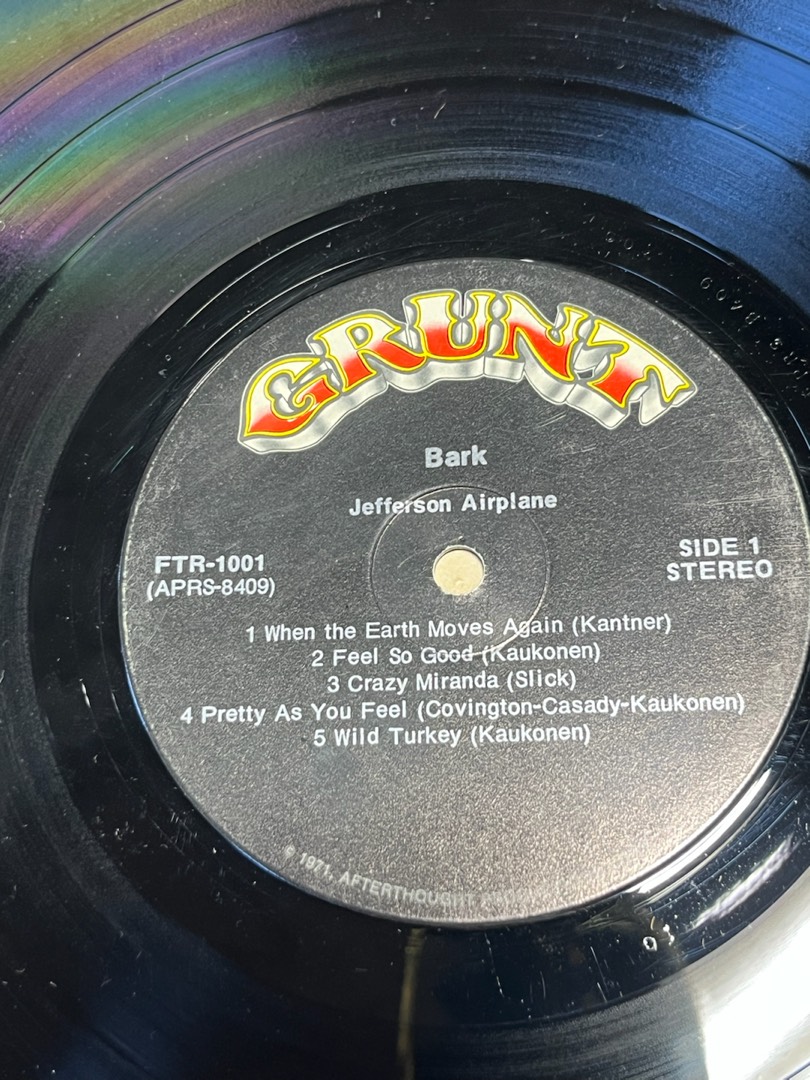 GRUNT
Bark
Jefferson Airplane
FTR-1001
(APRS-8409)
SIDE 1
STEREO
1 When the Earth Moves Again (Kantner)
2 Feel So Good (Kaukonen)
3 Crazy Miranda (Slick)
4 Pretty As You Feel (Covington-Casady-Kaukonen)
5 Wild Turkey (Kaukonen)
© 1971, AFTERTHOUGHT